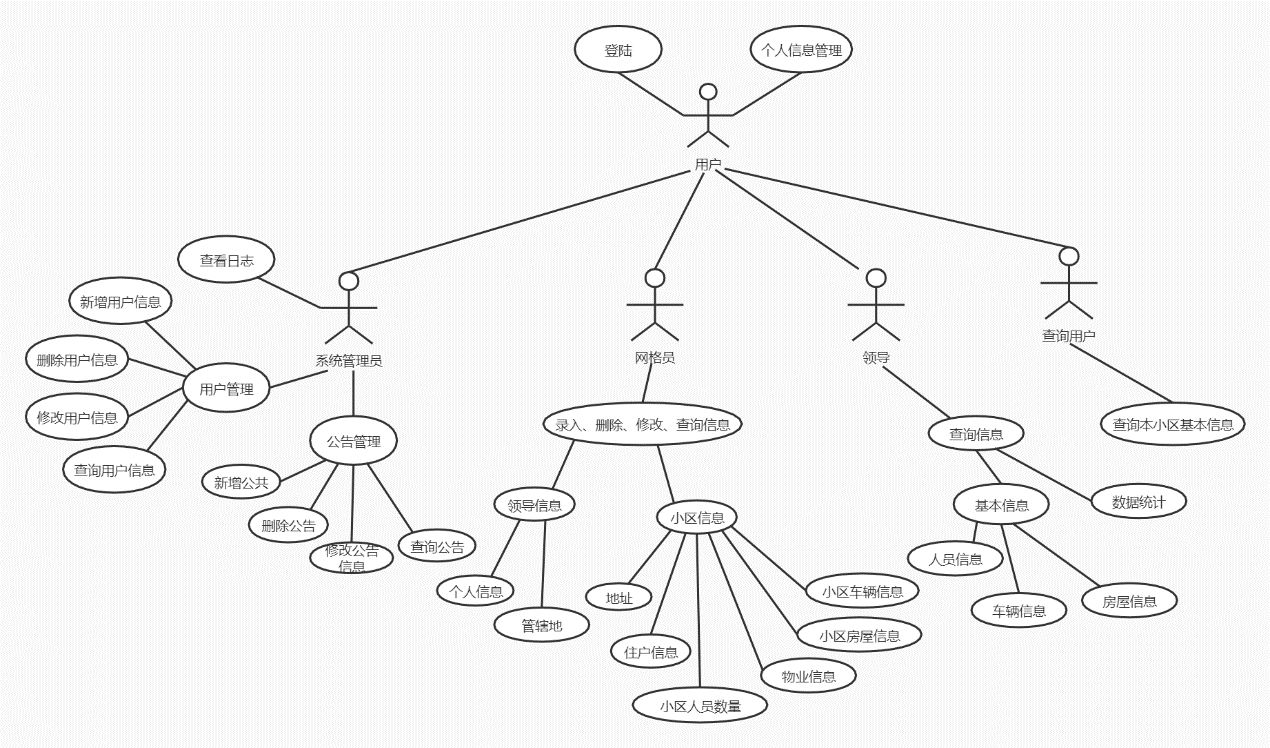 登陆
个人信息管理
用户
查看日志
新增用户信息
删除用户信息
修改用户信息
查询用户信息
用户管理
系统管理员
网格员
领导
查询用户
公告管理
新增公共
删除公告
修改公告
信息
查询公告
录入、删除、修改、查询信息
领导信息
个人信息
管辖地
小区信息
地址
住户信息
小区人员数量
物业信息
小区房屋信息
小区车辆信息
查询信息
基本信息
数据统计
人员信息
车辆信息
房屋信息
查询本小区基本信息